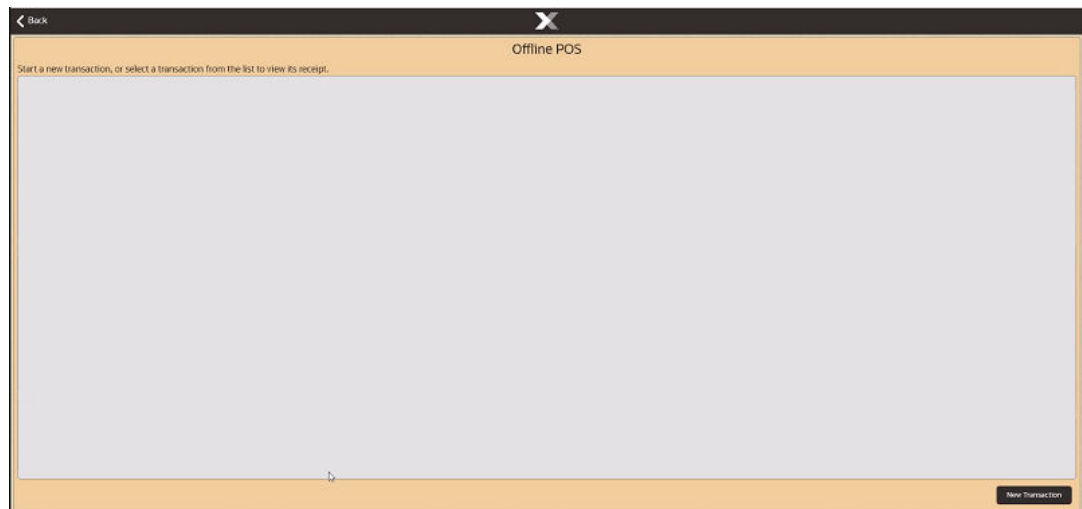 Back
Offline POS
Start a new transaction, or select a transaction from the list to view its receipt.
New Transaction